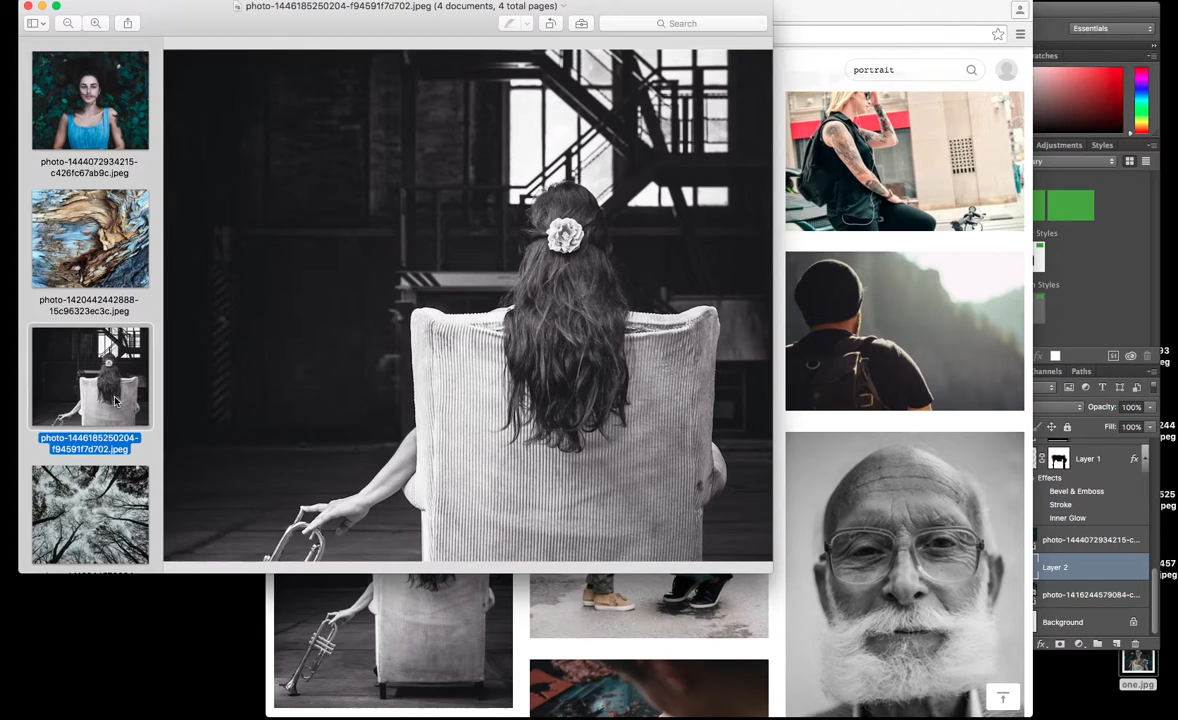 photo-1446185250204-f94591f7d702.jpeg (4 documents, 4 total pages)
Search
photo-1444072934215-
c426fc67ab9c.jpeg
photo-1420442442888-
15c96323ec3c.jpeg
photo-1446185250204-
f94591f7d702.jpeg
portrait
Essentials
Adjustments
Styles
Styles
Styles
Paths
Opacity:
100%
Fill:
100%
Layer 1
fx
Effects
Bevel & Emboss
Stroke
Inner Glow
photo-1444072934215-c...
Layer 2
photo-1416244579084-c...
Background
one.jpg